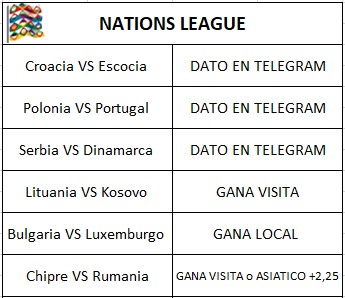 NATIONS LEAGUE
Croacia VS Escocia DATO EN TELEGRAM
Polonia VS Portugal DATO EN TELEGRAM
Serbia VS Dinamarca DATO EN TELEGRAM
Lituania VS Kosovo GANA VISITA
Bulgaria VS Luxemburgo GANA LOCAL
Chipre VS Rumania GANA VISITA o ASIATICO +2,25